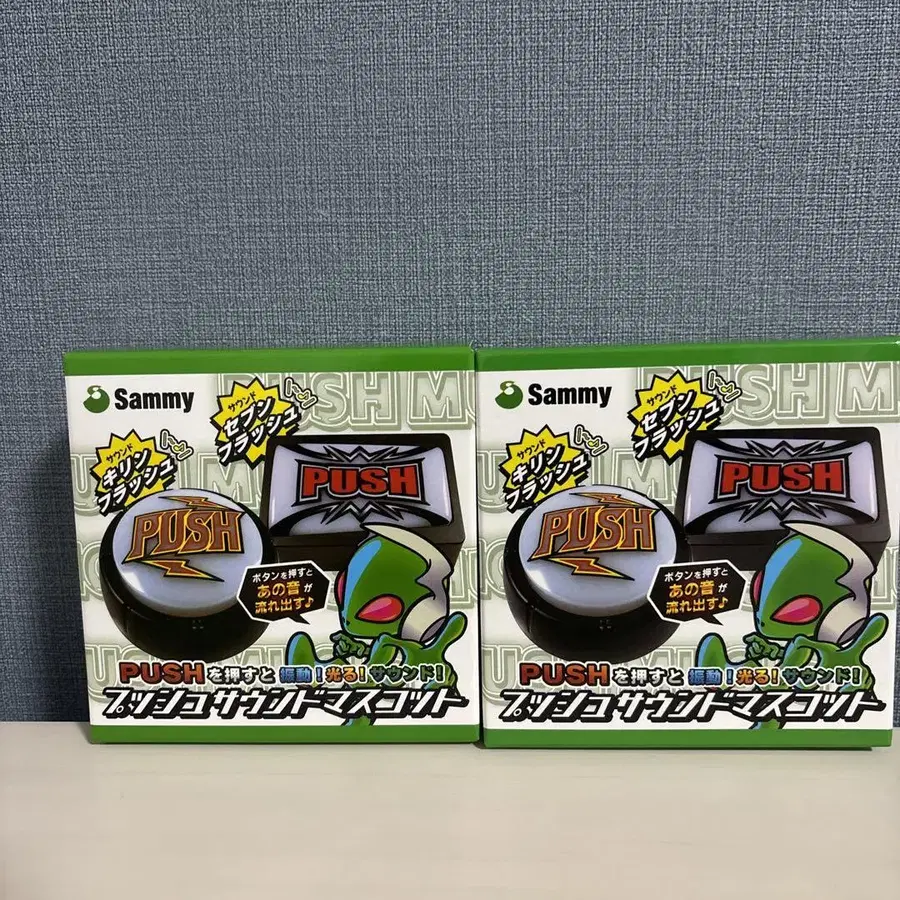 Sammy
サウンド
セブン
フラッシュ
サウンド
キリン
フラッシュ
PUSH
PUSH
ボタンを押すと
あの音が
流れ出す♪
PUSHを押すと振動！光る！サウンド！
プッシュサウンドマスコット
Sammy
サウンド
セブン
フラッシュ
サウンド
キリン
フラッシュ
PUSH
PUSH
ボタンを押すと
あの音が
流れ出す♪
PUSHを押すと振動！光る！サウンド！
プッシュサウンドマスコット